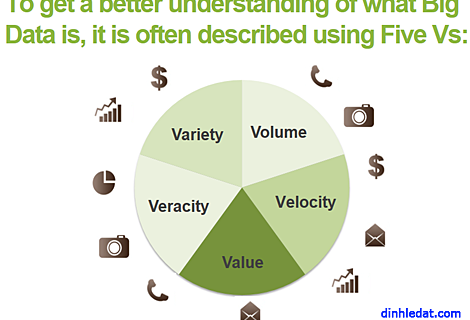 To get a better understanding of what Big
Data is, it is often described using Five Vs:
Variety
Volume
Veracity
Velocity
Value
dinhledat.com